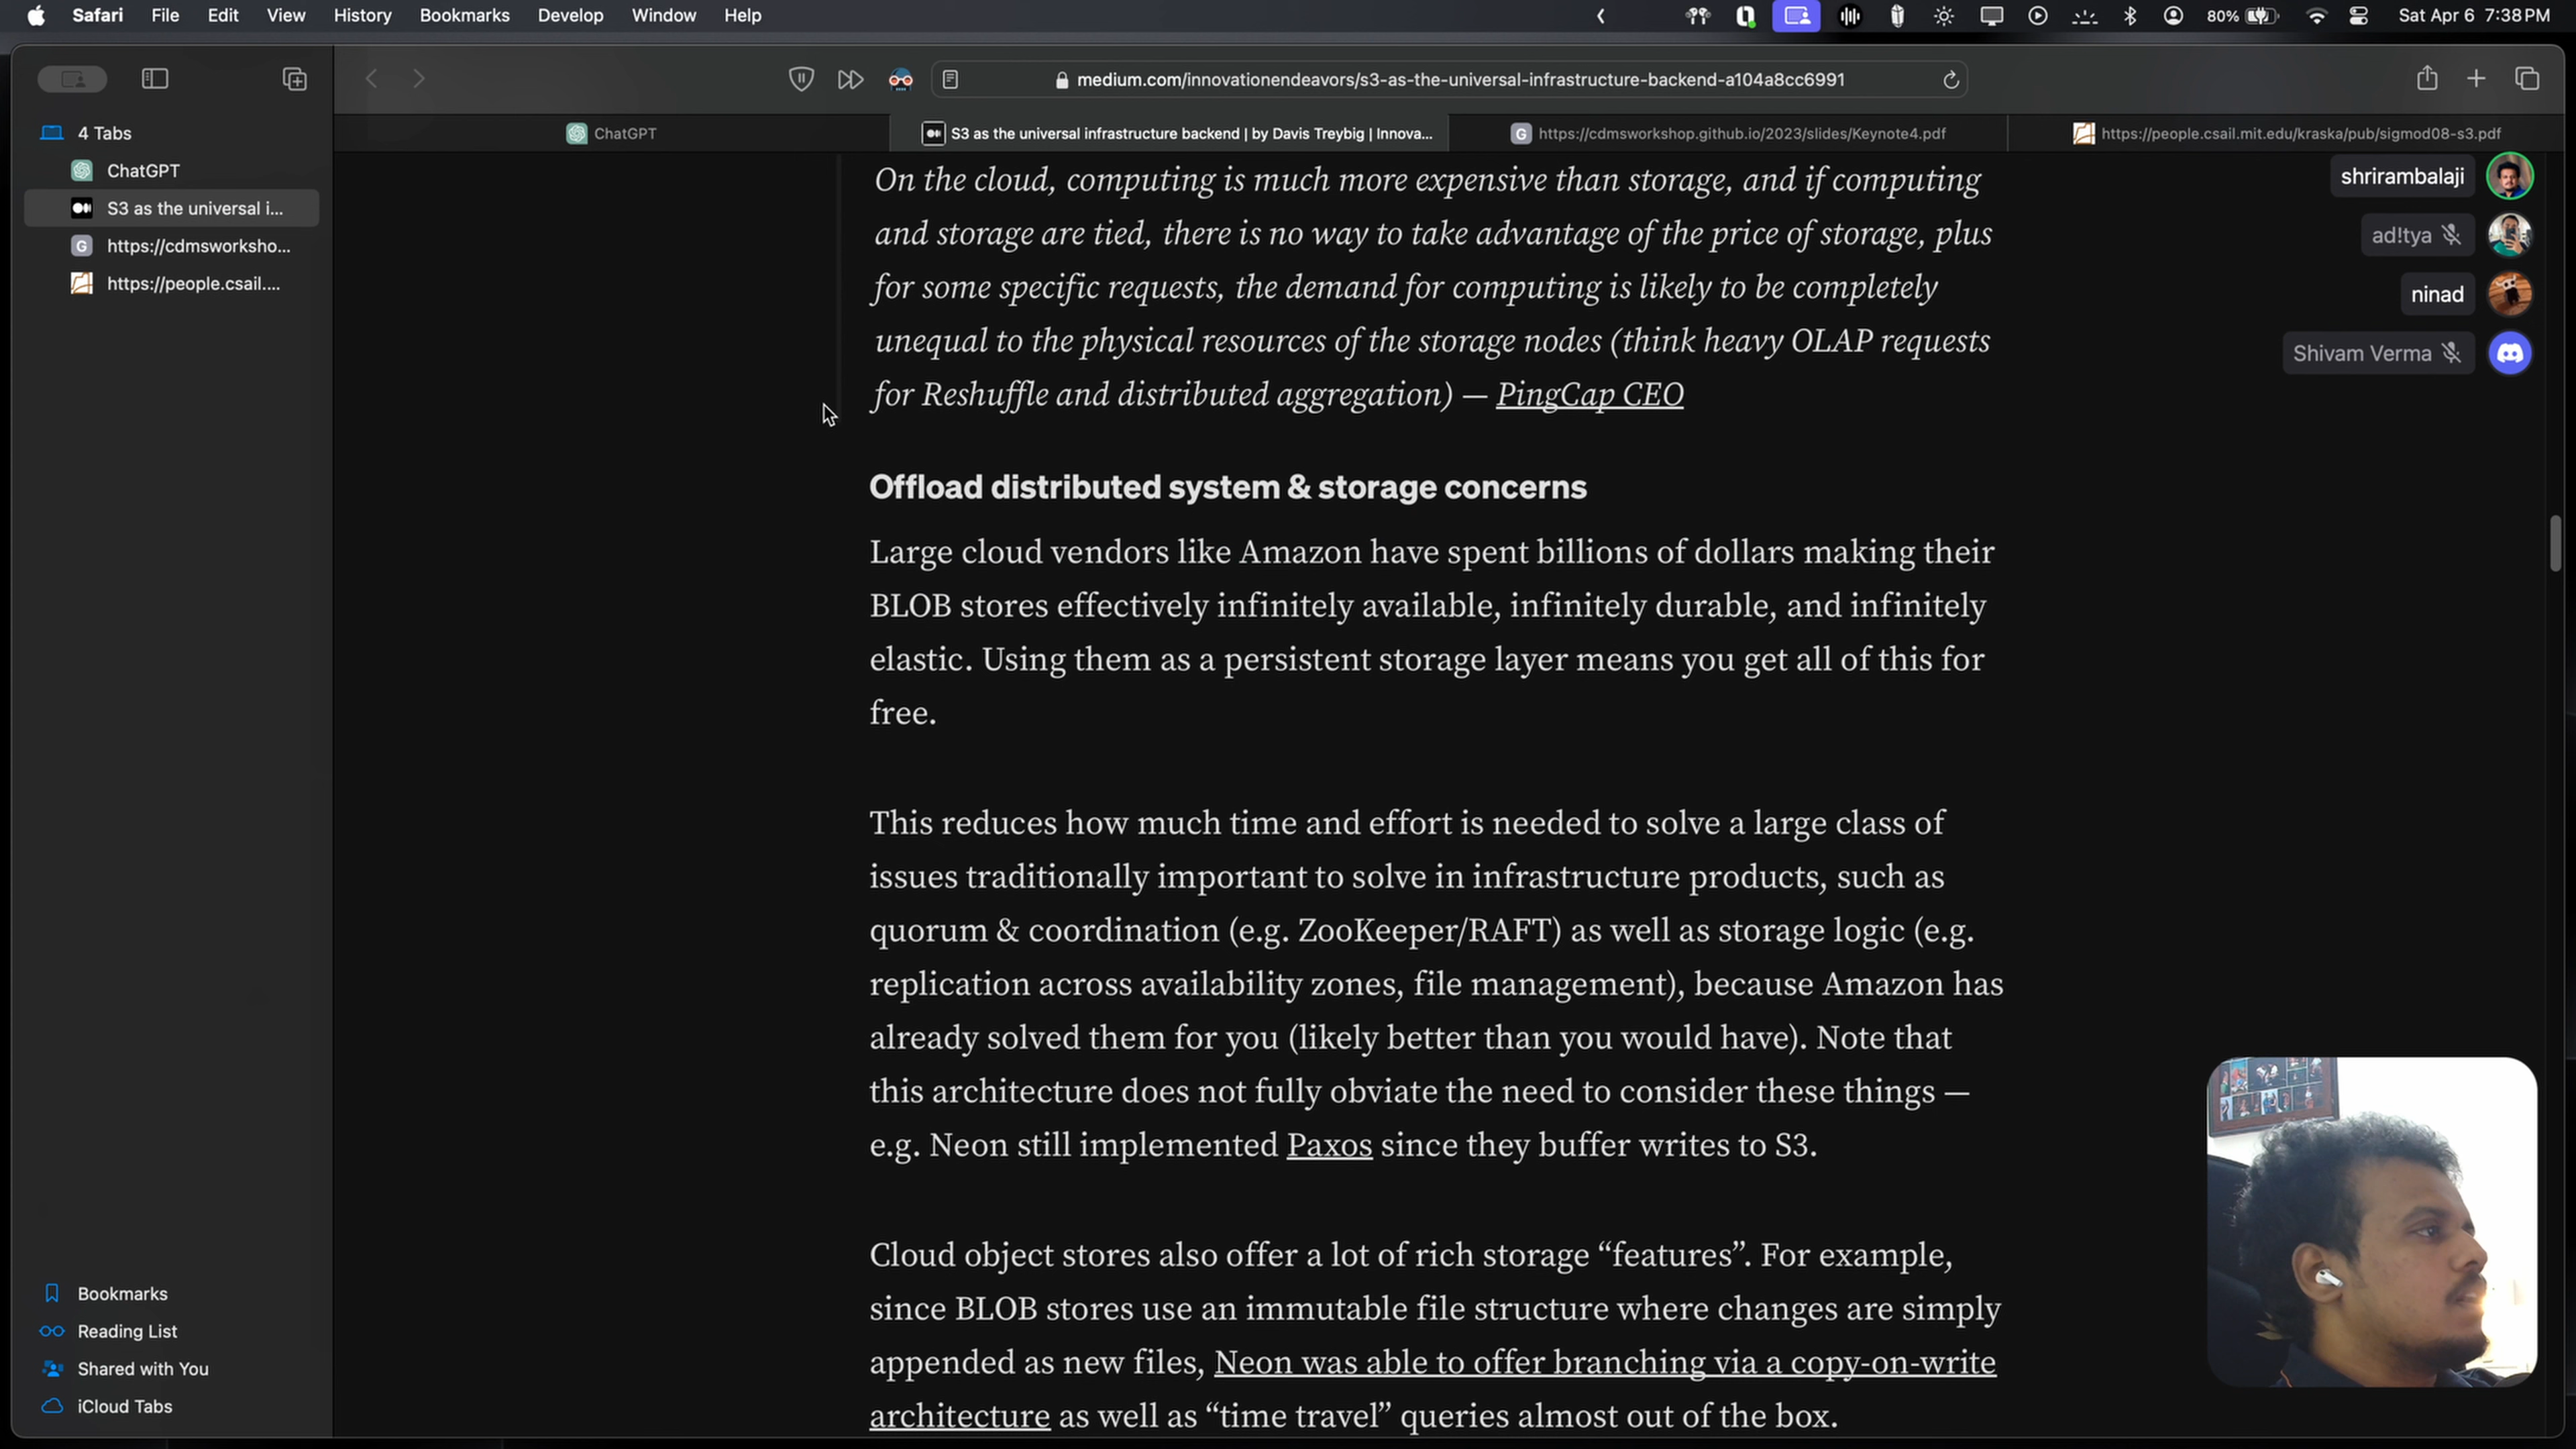 Safari File Edit View History Bookmarks Develop Window Help 80% Sat Apr 6 7:38 PM
medium.com/innovationendeavors/s3-as-the-universal-infrastructure-backend-a104a8cc6991
ChatGPT
S3 as the universal infrastructure backend | by Davis Treybig | Innova...
https://cdmsworkshop.github.io/2023/slides/Keynote4.pdf
https://people.csail.mit.edu/kraska/pub/sigmod08-s3.pdf
4 Tabs
ChatGPT
S3 as the universal i...
https://cdmsworksho...
https://people.csail....
Bookmarks
Reading List
Shared with You
iCloud Tabs
On the cloud, computing is much more expensive than storage, and if computing
and storage are tied, there is no way to take advantage of the price of storage, plus
for some specific requests, the demand for computing is likely to be completely
unequal to the physical resources of the storage nodes (think heavy OLAP requests
for Reshuffle and distributed aggregation) — PingCap CEO
Offload distributed system & storage concerns
Large cloud vendors like Amazon have spent billions of dollars making their
BLOB stores effectively infinitely available, infinitely durable, and infinitely
elastic. Using them as a persistent storage layer means you get all of this for
free.
This reduces how much time and effort is needed to solve a large class of
issues traditionally important to solve in infrastructure products, such as
quorum & coordination (e.g. ZooKeeper/RAFT) as well as storage logic (e.g.
replication across availability zones, file management), because Amazon has
already solved them for you (likely better than you would have). Note that
this architecture does not fully obviate the need to consider these things —
e.g. Neon still implemented Paxos since they buffer writes to S3.
Cloud object stores also offer a lot of rich storage “features”. For example,
since BLOB stores use an immutable file structure where changes are simply
appended as new files, Neon was able to offer branching via a copy-on-write
architecture as well as “time travel” queries almost out of the box.
shrirambalaji
ad!tya
ninad
Shivam Verma